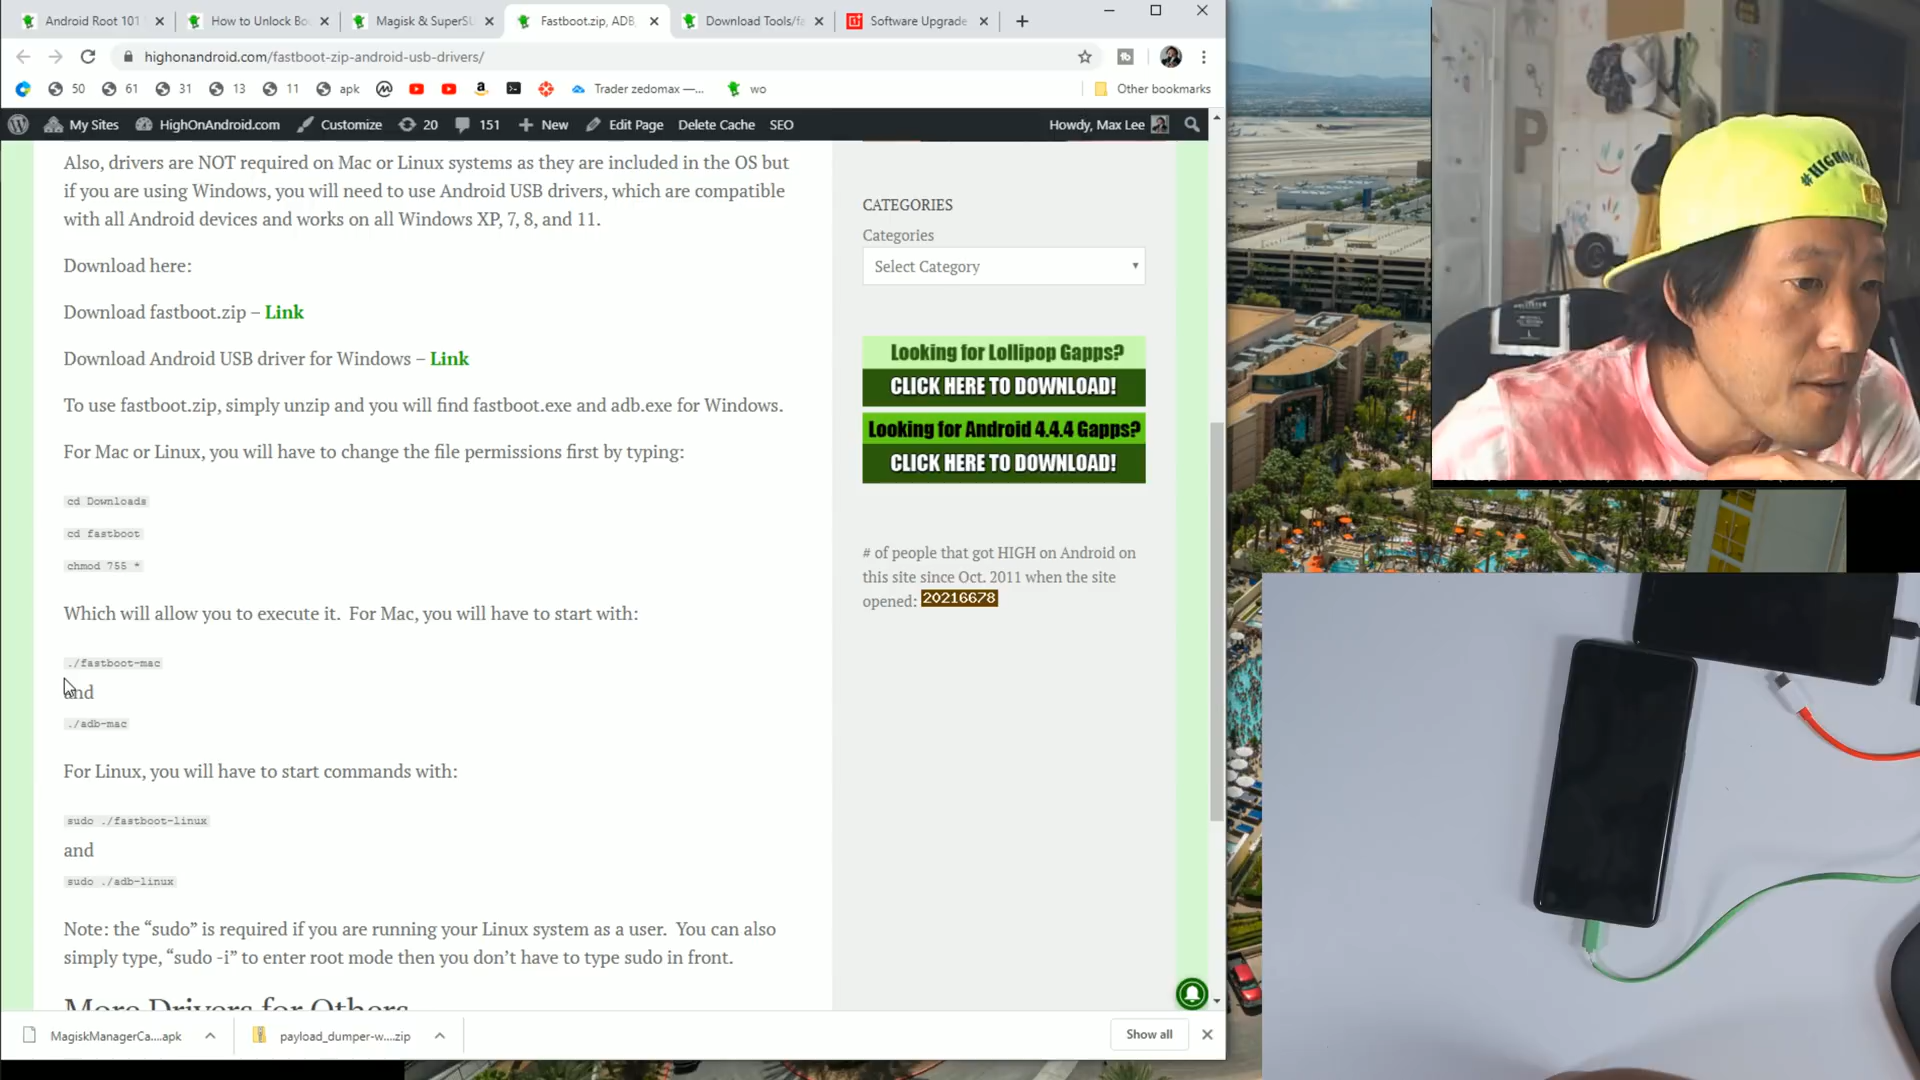 Android Root 101
How to Unlock Bo
Magisk & SuperSU
Fastboot.zip, ADB,
Download Tools/fa
Software Upgrade
highonandroid.com/fastboot-zip-android-usb-drivers/
50
61
31
13
11
apk
Trader zedomax —...
wo
Other bookmarks
My Sites
HighOnAndroid.com
Customize
20
151
New
Edit Page
Delete Cache
SEO
Howdy, Max Lee
Also, drivers are NOT required on Mac or Linux systems as they are included in the OS but
if you are using Windows, you will need to use Android USB drivers, which are compatible
with all Android devices and works on all Windows XP, 7, 8, and 11.
Download here:
Download fastboot.zip – Link
Download Android USB driver for Windows – Link
To use fastboot.zip, simply unzip and you will find fastboot.exe and adb.exe for Windows.
For Mac or Linux, you will have to change the file permissions first by typing:
cd Downloads
cd fastboot
chmod 755 *
Which will allow you to execute it. For Mac, you will have to start with:
./fastboot-mac
and
./adb-mac
For Linux, you will have to start commands with:
sudo ./fastboot-linux
and
sudo ./adb-linux
Note: the “sudo” is required if you are running your Linux system as a user. You can also
simply type, “sudo -i” to enter root mode then you don’t have to type sudo in front.
More Drivers for Others
CATEGORIES
Categories
Select Category
Looking for Lollipop Gapps?
CLICK HERE TO DOWNLOAD!
Looking for Android 4.4.4 Gapps?
CLICK HERE TO DOWNLOAD!
# of people that got HIGH on Android on
this site since Oct. 2011 when the site
opened: 20216678
MagiskManagerCa....apk
payload_dumper-w....zip
Show all
P